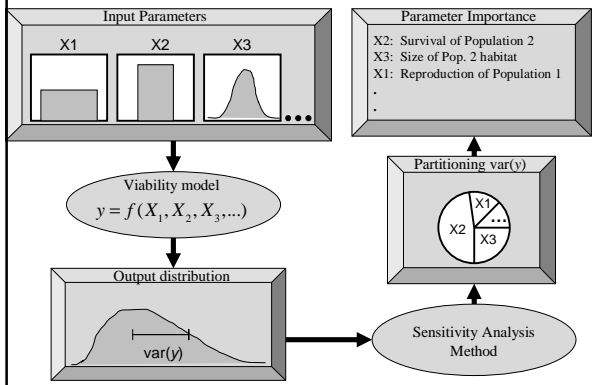 Input Parameters
X1 X2 X3
Viability model
y = f(X₁, X₂, X₃,...)
Output distribution
var(y)
Sensitivity Analysis
Method
Partitioning var(y)
X1
X2
...
X3
Parameter Importance
X2: Survival of Population 2
X3: Size of Pop. 2 habitat
X1: Reproduction of Population 1
.
.